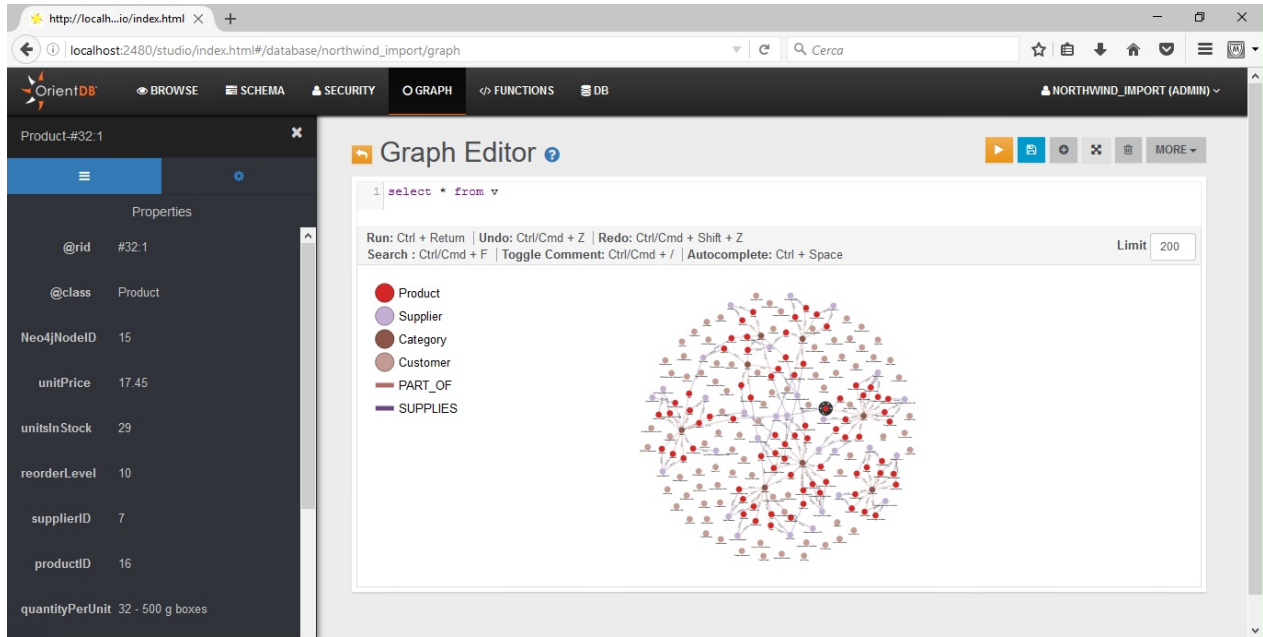 http://localh...io/index.html
localhost:2480/studio/index.html#/database/northwind_import/graph
Cerca
OrientDB
BROWSE
SCHEMA
SECURITY
GRAPH
FUNCTIONS
DB
NORTHWIND_IMPORT (ADMIN)
Product-#32:1
Properties
@rid #32:1
@class Product
Neo4jNodeID 15
unitPrice 17.45
unitsInStock 29
reorderLevel 10
supplierID 7
productID 16
quantityPerUnit 32 - 500 g boxes
Graph Editor
MORE
1 select * from v
Run: Ctrl + Return | Undo: Ctrl/Cmd + Z | Redo: Ctrl/Cmd + Shift + Z
Search : Ctrl/Cmd + F | Toggle Comment: Ctrl/Cmd + / | Autocomplete: Ctrl + Space
Limit 200
Product
Supplier
Category
Customer
PART_OF
SUPPLIES